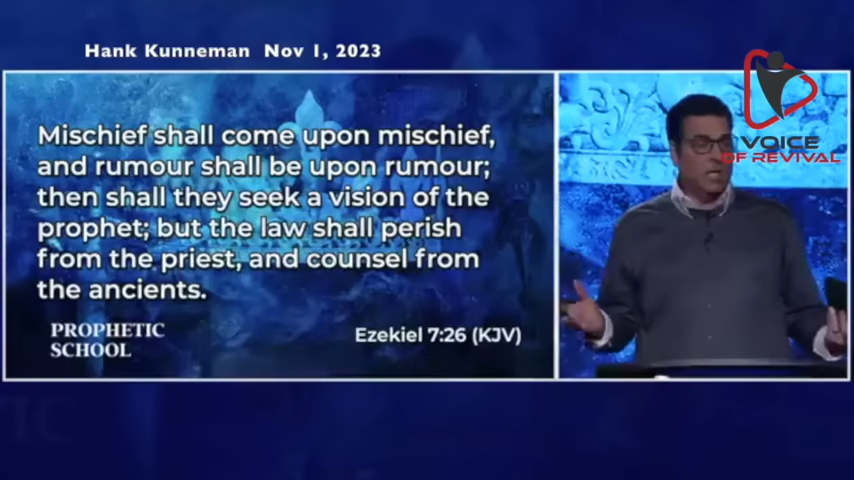 Hank Kunneman Nov 1, 2023
Mischief shall come upon mischief,
and rumour shall be upon rumour;
then shall they seek a vision of the
prophet; but the law shall perish
from the priest, and counsel from
the ancients.
PROPHETIC
SCHOOL
Ezekiel 7:26 (KJV)
VOICE
OF REVIVAL
TIC